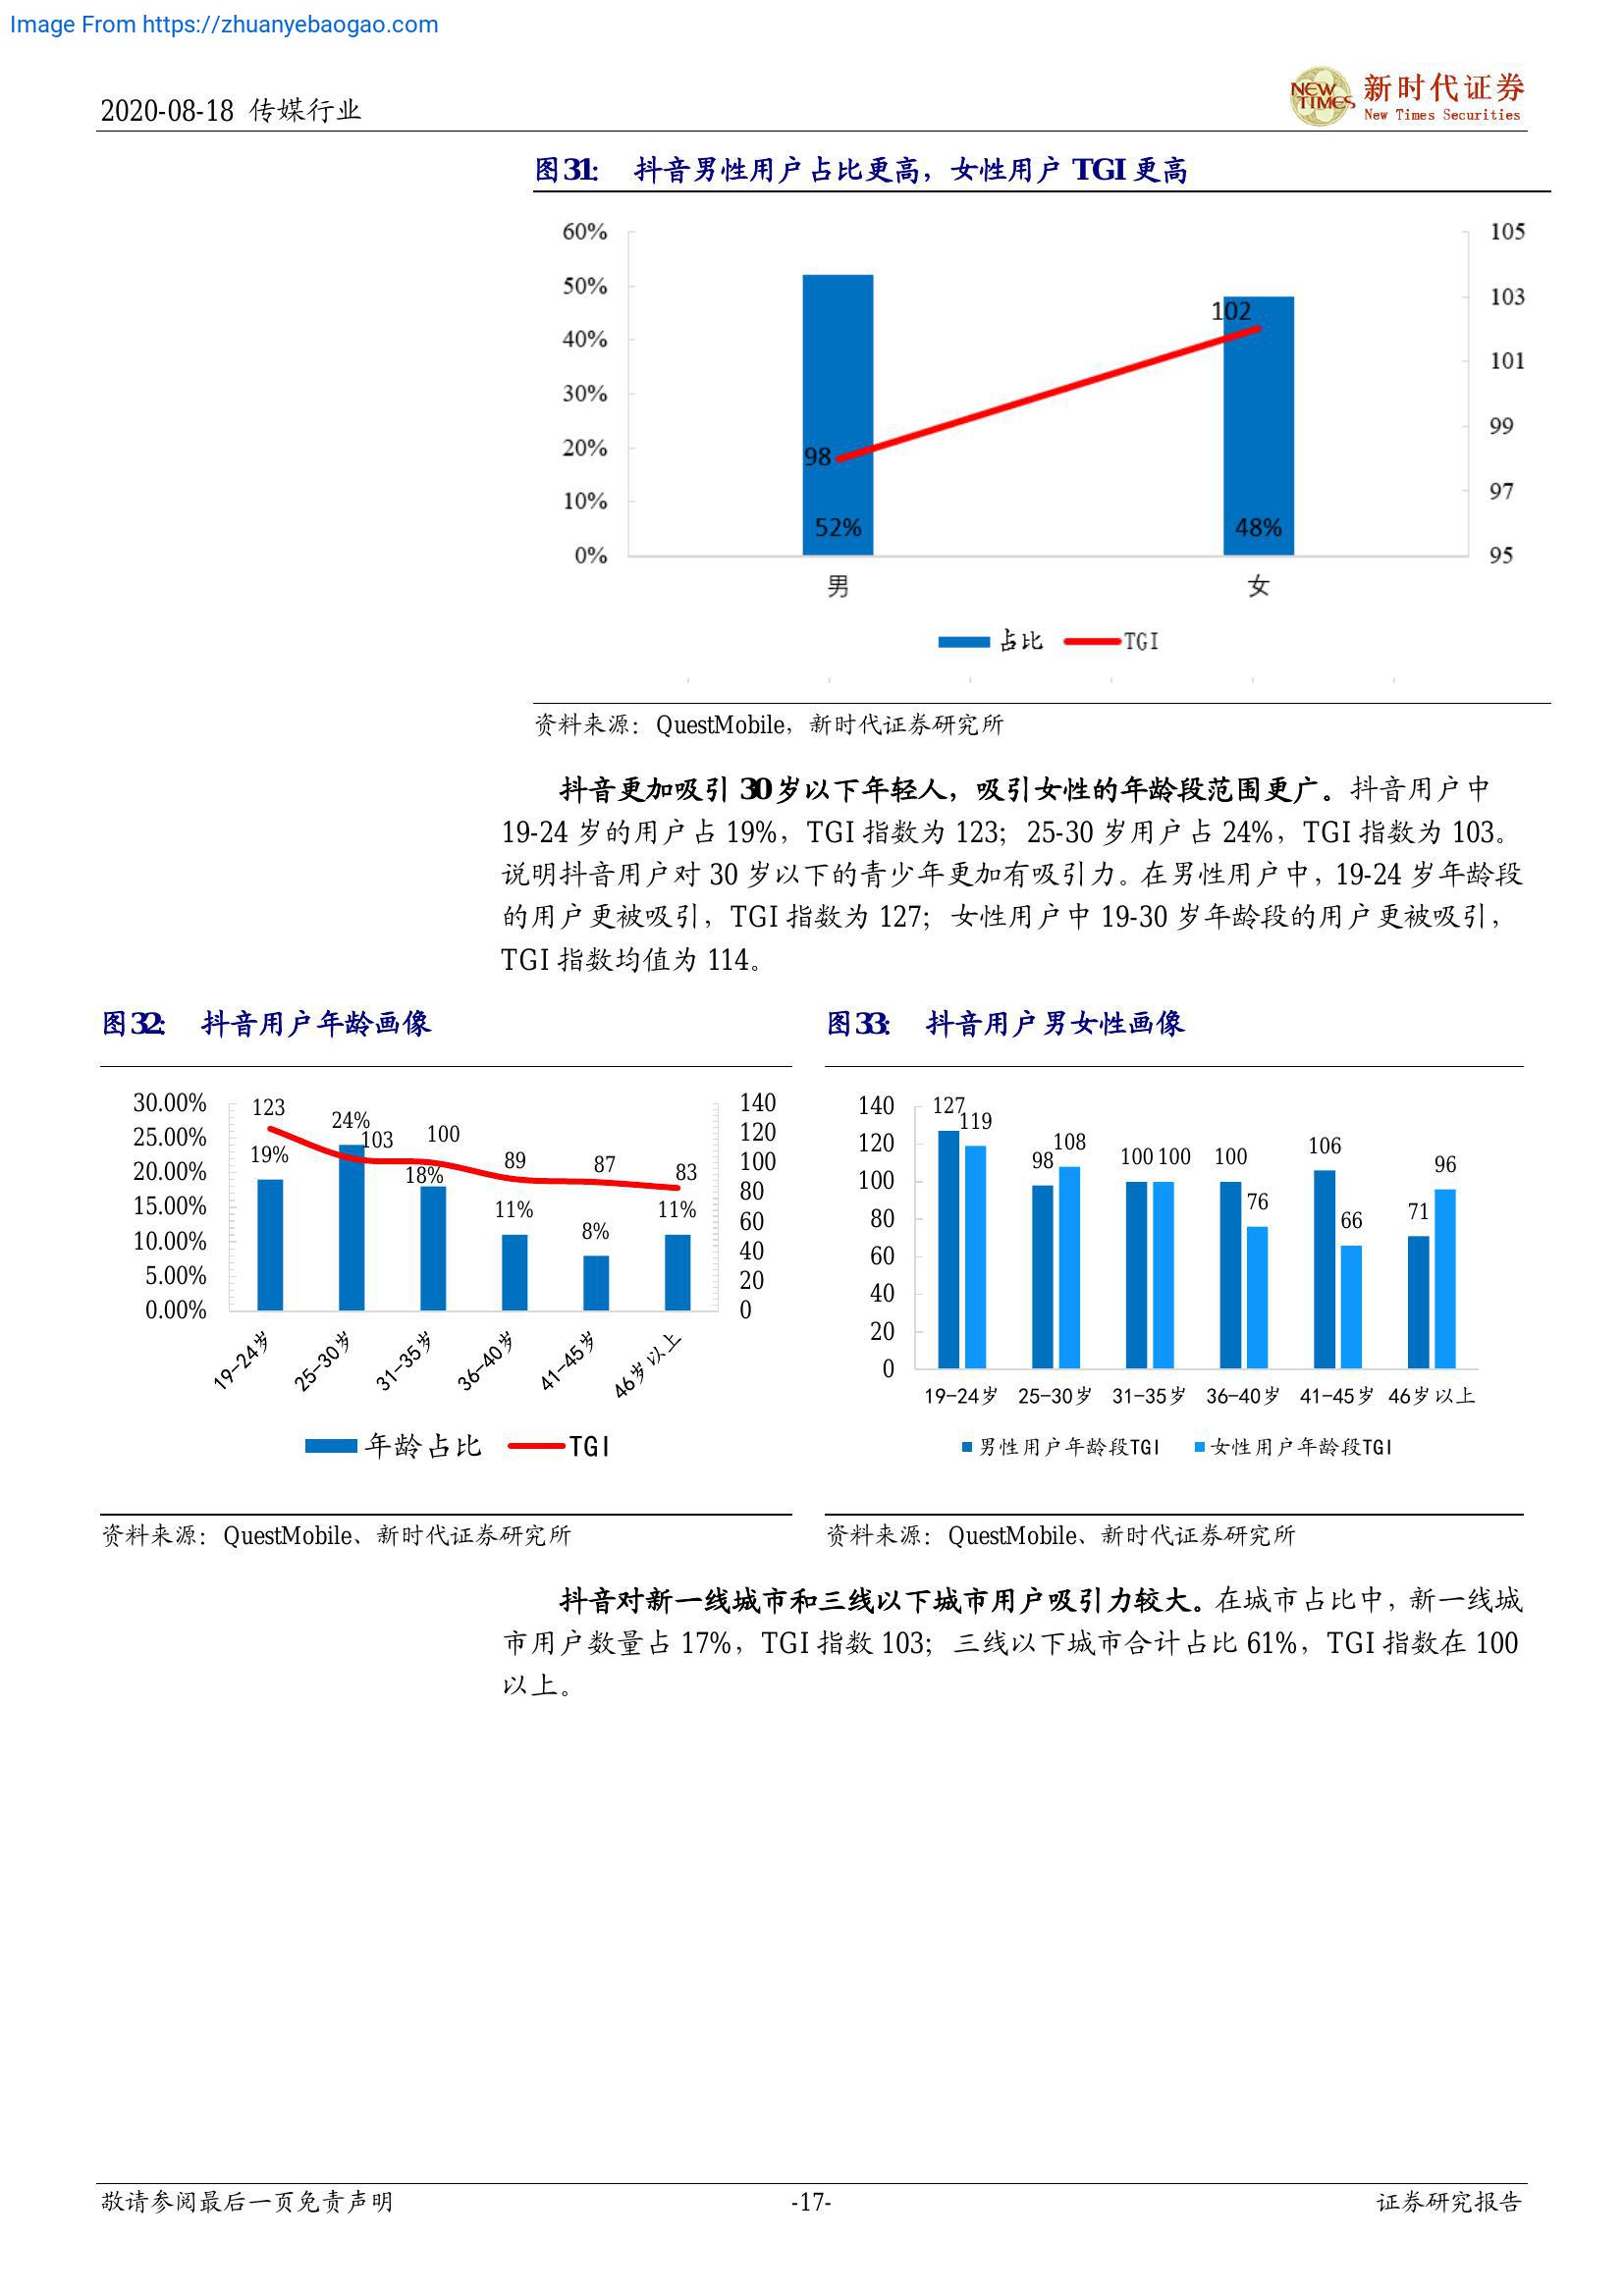 Image From https://zhuanyebaogao.com
2020-08-18 传媒行业
NEW TIMES
新时代证券
New Times Securities
图31： 抖音男性用户占比更高，女性用户 TGI 更高
60%
50%
40%
30%
20%
10%
0%
105
103
101
99
97
95
98
102
52%
48%
男 女
占比 TGI
资料来源：QuestMobile，新时代证券研究所
抖音更加吸引 30 岁以下年轻人，吸引女性的年龄段范围更广。抖音用户中
19-24 岁的用户占 19%，TGI 指数为 123；25-30 岁用户占 24%，TGI 指数为 103。
说明抖音用户对 30 岁以下的青少年更加有吸引力。在男性用户中，19-24 岁年龄段
的用户更被吸引，TGI 指数为 127；女性用户中 19-30 岁年龄段的用户更被吸引，
TGI 指数均值为 114。
图32： 抖音用户年龄画像
30.00%
25.00%
20.00%
15.00%
10.00%
5.00%
0.00%
140
120
100
80
60
40
20
0
123 103 100 89 87 83
19% 24% 18% 11% 8% 11%
19-24岁 25-30岁 31-35岁 36-40岁 41-45岁 46岁以上
年龄占比 TGI
资料来源：QuestMobile、新时代证券研究所
图33： 抖音用户男女性画像
140
120
100
80
60
40
20
0
127 119 98 108 100 100 100 76 106 66 71 96
19-24岁 25-30岁 31-35岁 36-40岁 41-45岁 46岁以上
男性用户年龄段TGI 女性用户年龄段TGI
资料来源：QuestMobile、新时代证券研究所
抖音对新一线城市和三线以下城市用户吸引力较大。在城市占比中，新一线城
市用户数量占 17%，TGI 指数 103；三线以下城市合计占比 61%，TGI 指数在 100
以上。
敬请参阅最后一页免责声明 -17- 证券研究报告